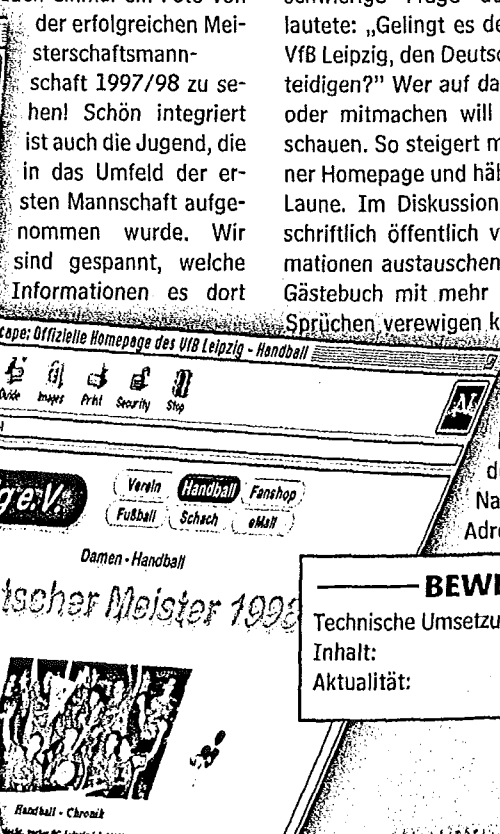 der erfolgreichen Mei-
sterschaftsmann-
schaft 1997/98 zu se-
hen! Schön integriert
ist auch die Jugend, die
in das Umfeld der er-
sten Mannschaft aufge-
nommen wurde. Wir
sind gespannt, welche
Informationen es dort
lautete: „Gelingt es de
VfB Leipzig, den Deutsc
teidigen?” Wer auf da
oder mitmachen will
schauen. So steigert m
ner Homepage und häl
Laune. Im Diskussion
schriftlich öffentlich v
mationen austauschen
Gästebuch mit mehr
Sprüchen verewigen k
cape: Offizielle Homepage des VfB Leipzig - Handball
Guide Images Print Security Stop
g e.V.
Verein Handball Fanshop
Fußball Schach eMail
Damen - Handball
tscher Meister 1998
Handball - Chronik
d
Na
Adr
BEWE
Technische Umsetzu
Inhalt:
Aktualität: